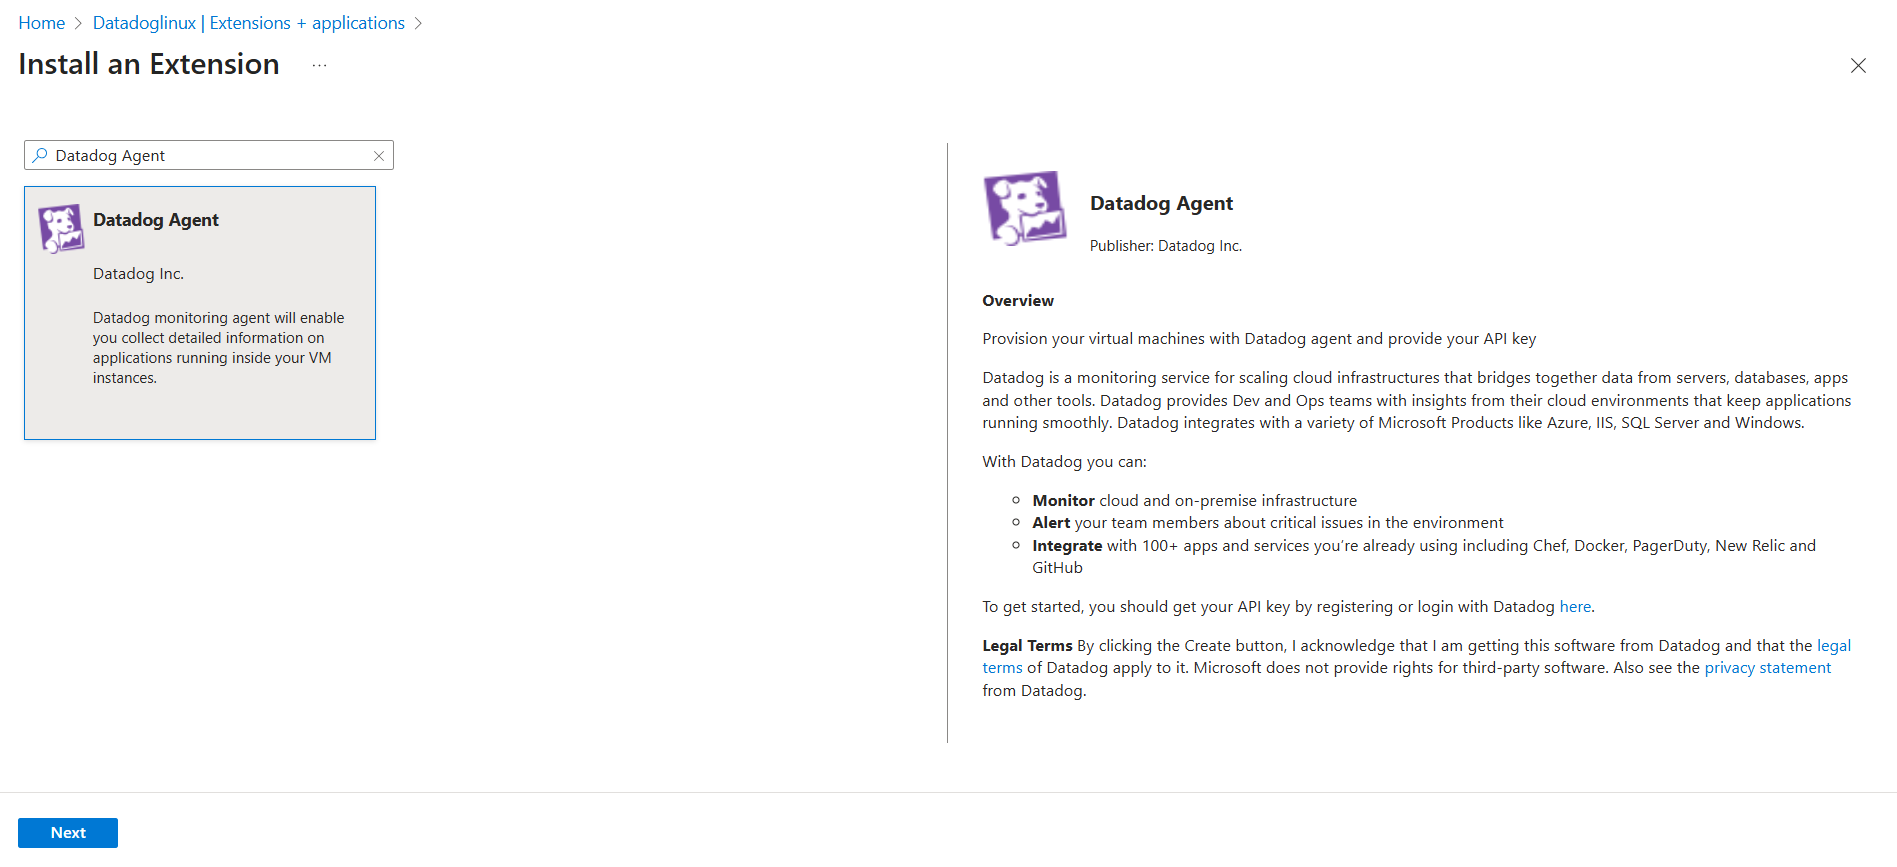 Home > Datadoglinux | Extensions + applications >
Install an Extension ...
Datadog Agent
Datadog Agent
Datadog Inc.
Datadog monitoring agent will enable
you collect detailed information on
applications running inside your VM
instances.
Datadog Agent
Publisher: Datadog Inc.
Overview
Provision your virtual machines with Datadog agent and provide your API key
Datadog is a monitoring service for scaling cloud infrastructures that bridges together data from servers, databases, apps
and other tools. Datadog provides Dev and Ops teams with insights from their cloud environments that keep applications
running smoothly. Datadog integrates with a variety of Microsoft Products like Azure, IIS, SQL Server and Windows.
With Datadog you can:
Monitor cloud and on-premise infrastructure
Alert your team members about critical issues in the environment
Integrate with 100+ apps and services you're already using including Chef, Docker, PagerDuty, New Relic and
GitHub
To get started, you should get your API key by registering or login with Datadog here.
Legal Terms By clicking the Create button, I acknowledge that I am getting this software from Datadog and that the legal
terms of Datadog apply to it. Microsoft does not provide rights for third-party software. Also see the privacy statement
from Datadog.
Next